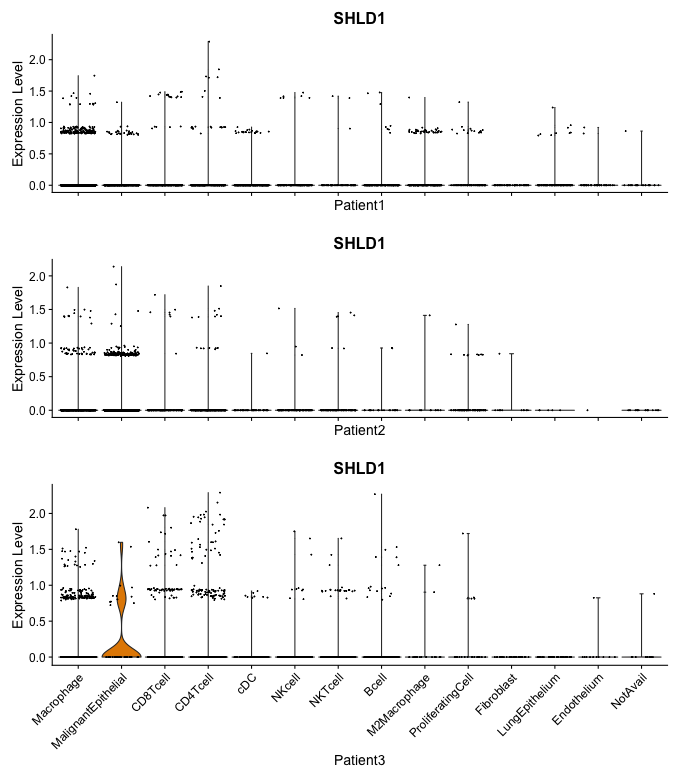 SHLD1
Expression Level
2.0
1.5
1.0
0.5
0.0
Patient1
SHLD1
Expression Level
2.0
1.5
1.0
0.5
0.0
Patient2
SHLD1
Expression Level
2.0
1.5
1.0
0.5
0.0
Macrophage
MalignantEpithelial
CD8Tcell
CD4Tcell
cDC
NKcell
NKTcell
Bcell
M2Macrophage
ProliferatingCell
Fibroblast
LungEpithelium
Endothelium
NotAvail
Patient3